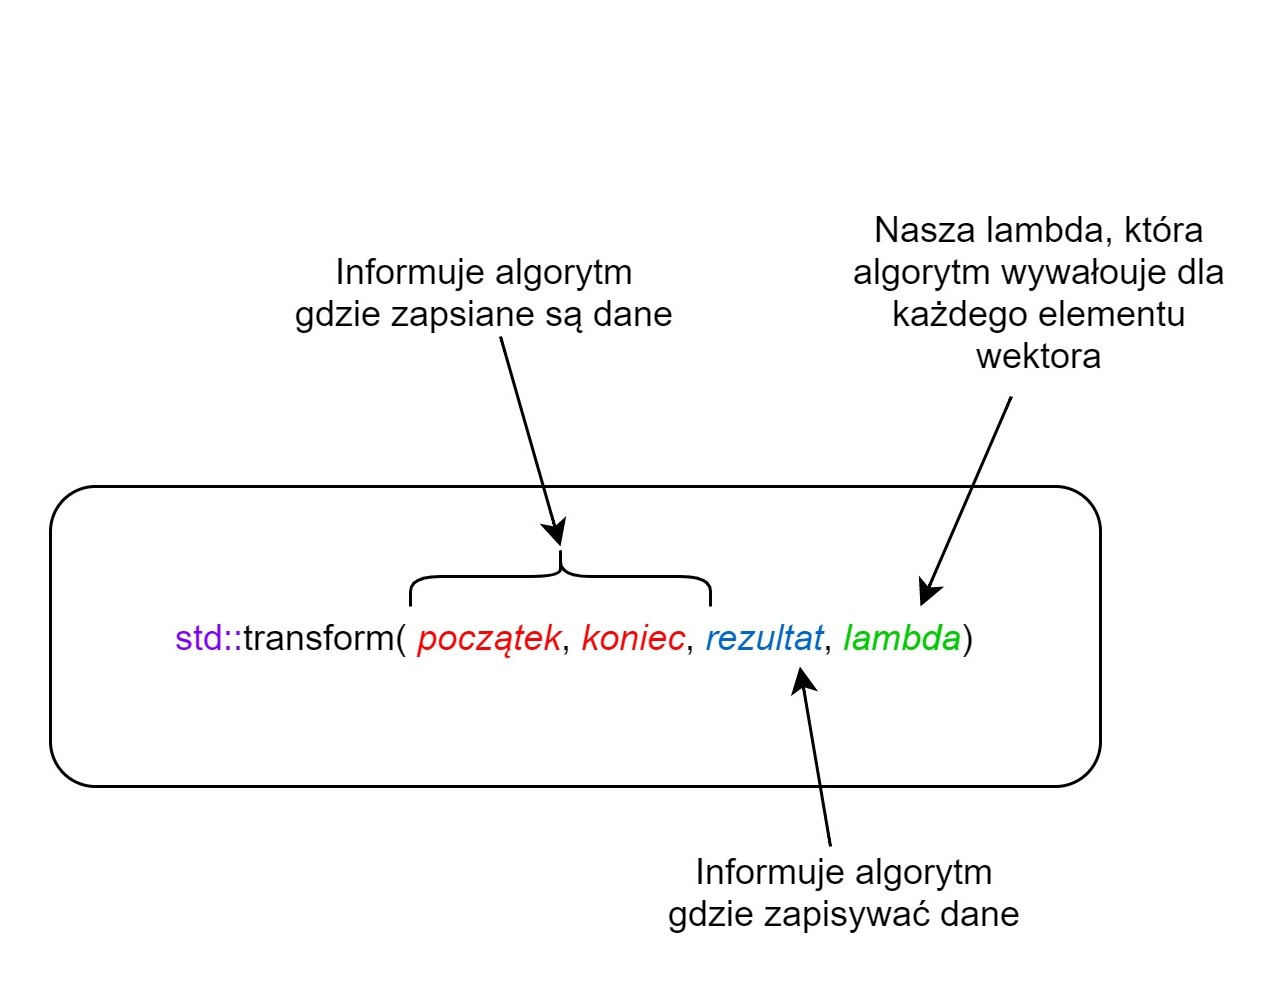 Nasza lambda, która
algorytm wywałouje dla
każdego elementu
wektora
Informuje algorytm
gdzie zapsiane są dane
std::transform( początek, koniec, rezultat, lambda)
Informuje algorytm
gdzie zapisywać dane